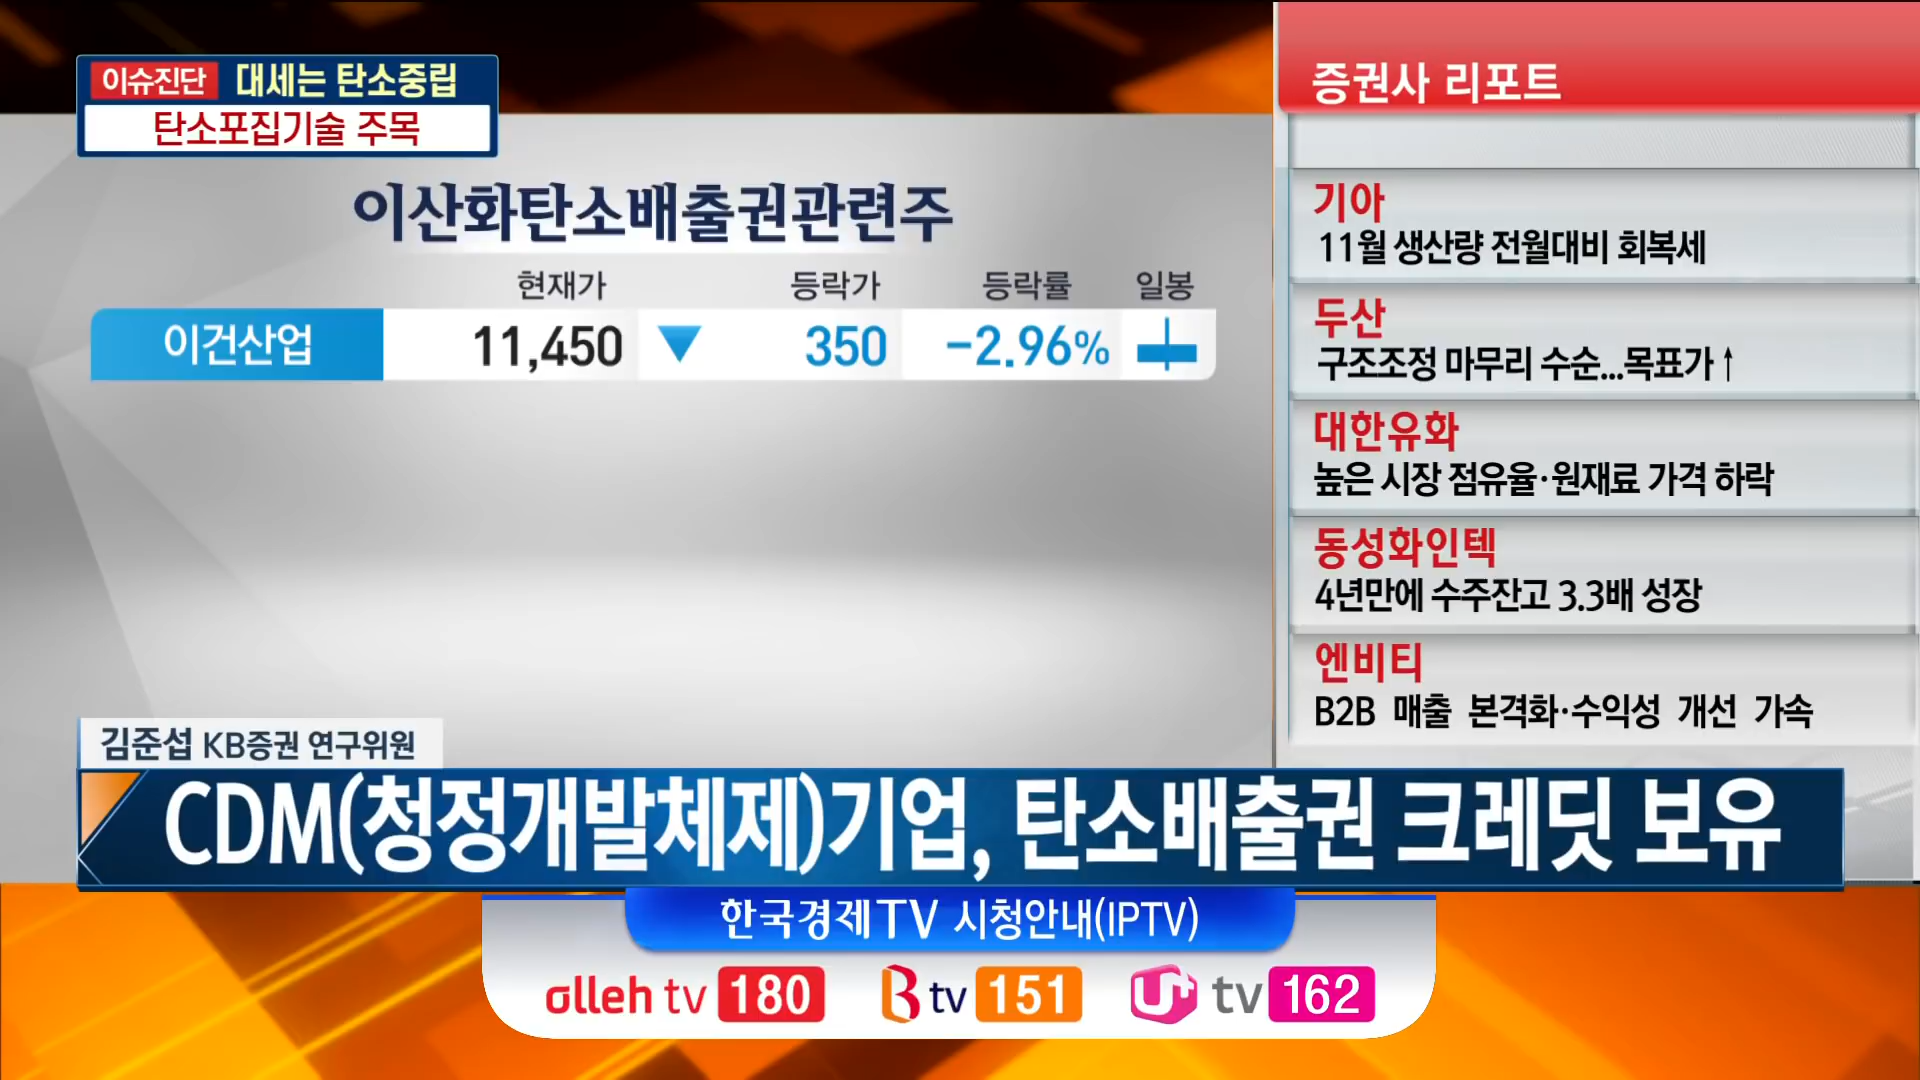 이슈진단 대세는 탄소중립
탄소포집기술 주목
이산화탄소배출권관련주
현재가 등락가 등락률 일봉
이건산업 11,450 ▼ 350 -2.96%
증권사 리포트
기아
11월 생산량 전월대비 회복세
두산
구조조정 마무리 수순...목표가↑
대한유화
높은 시장 점유율·원재료 가격 하락
동성화인텍
4년만에 수주잔고 3.3배 성장
엔비티
B2B 매출 본격화·수익성 개선 가속
김준섭 KB증권 연구위원
CDM(청정개발체제)기업, 탄소배출권 크레딧 보유
한국경제TV 시청안내(IPTV)
olleh tv 180 B tv 151 U+ tv 162